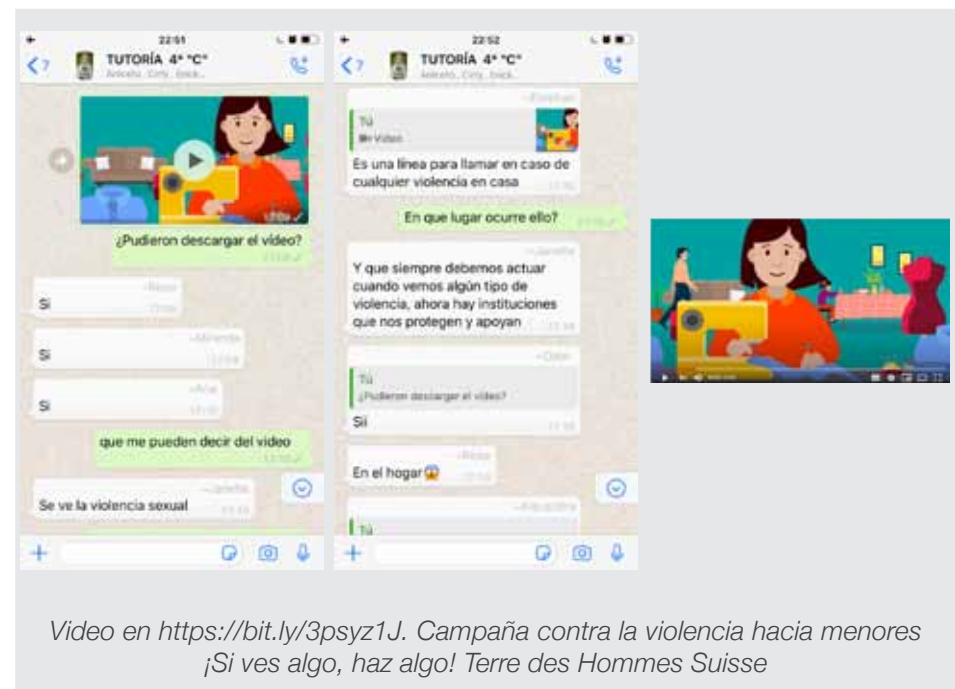 22:51
7
TUTORÍA 4° "C"
¿Pudieron descargar el vídeo?
Si
Si
Si
que me pueden decir del video
Se ve la violencia sexual
22:52
7
TUTORÍA 4° "C"
Tú
Video
Es una línea para llamar en caso de
cualquier violencia en casa
En que lugar ocurre ello?
Y que siempre debemos actuar
cuando vemos algún tipo de
violencia, ahora hay instituciones
que nos protegen y apoyan
Tú
¿Pudieron descargar el vídeo?
Sii
En el hogar😱
Tú
Video en https://bit.ly/3psyz1J. Campaña contra la violencia hacia menores
¡Si ves algo, haz algo! Terre des Hommes Suisse